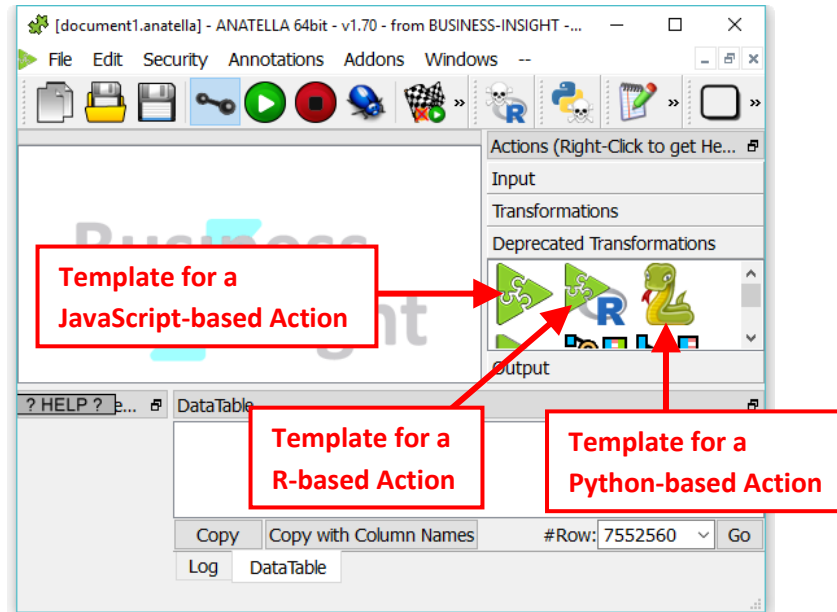 [document1.anatella] - ANATELLA 64bit - v1.70 - from BUSINESS-INSIGHT -...
File Edit Security Annotations Addons Windows --
» R » »
Actions (Right-Click to get He...
Input
Transformations
Deprecated Transformations
Template for a
JavaScript-based Action
R
Output
? HELP ? e... DataTable
Template for a
R-based Action
Template for a
Python-based Action
Copy Copy with Column Names #Row: 7552560 Go
Log DataTable